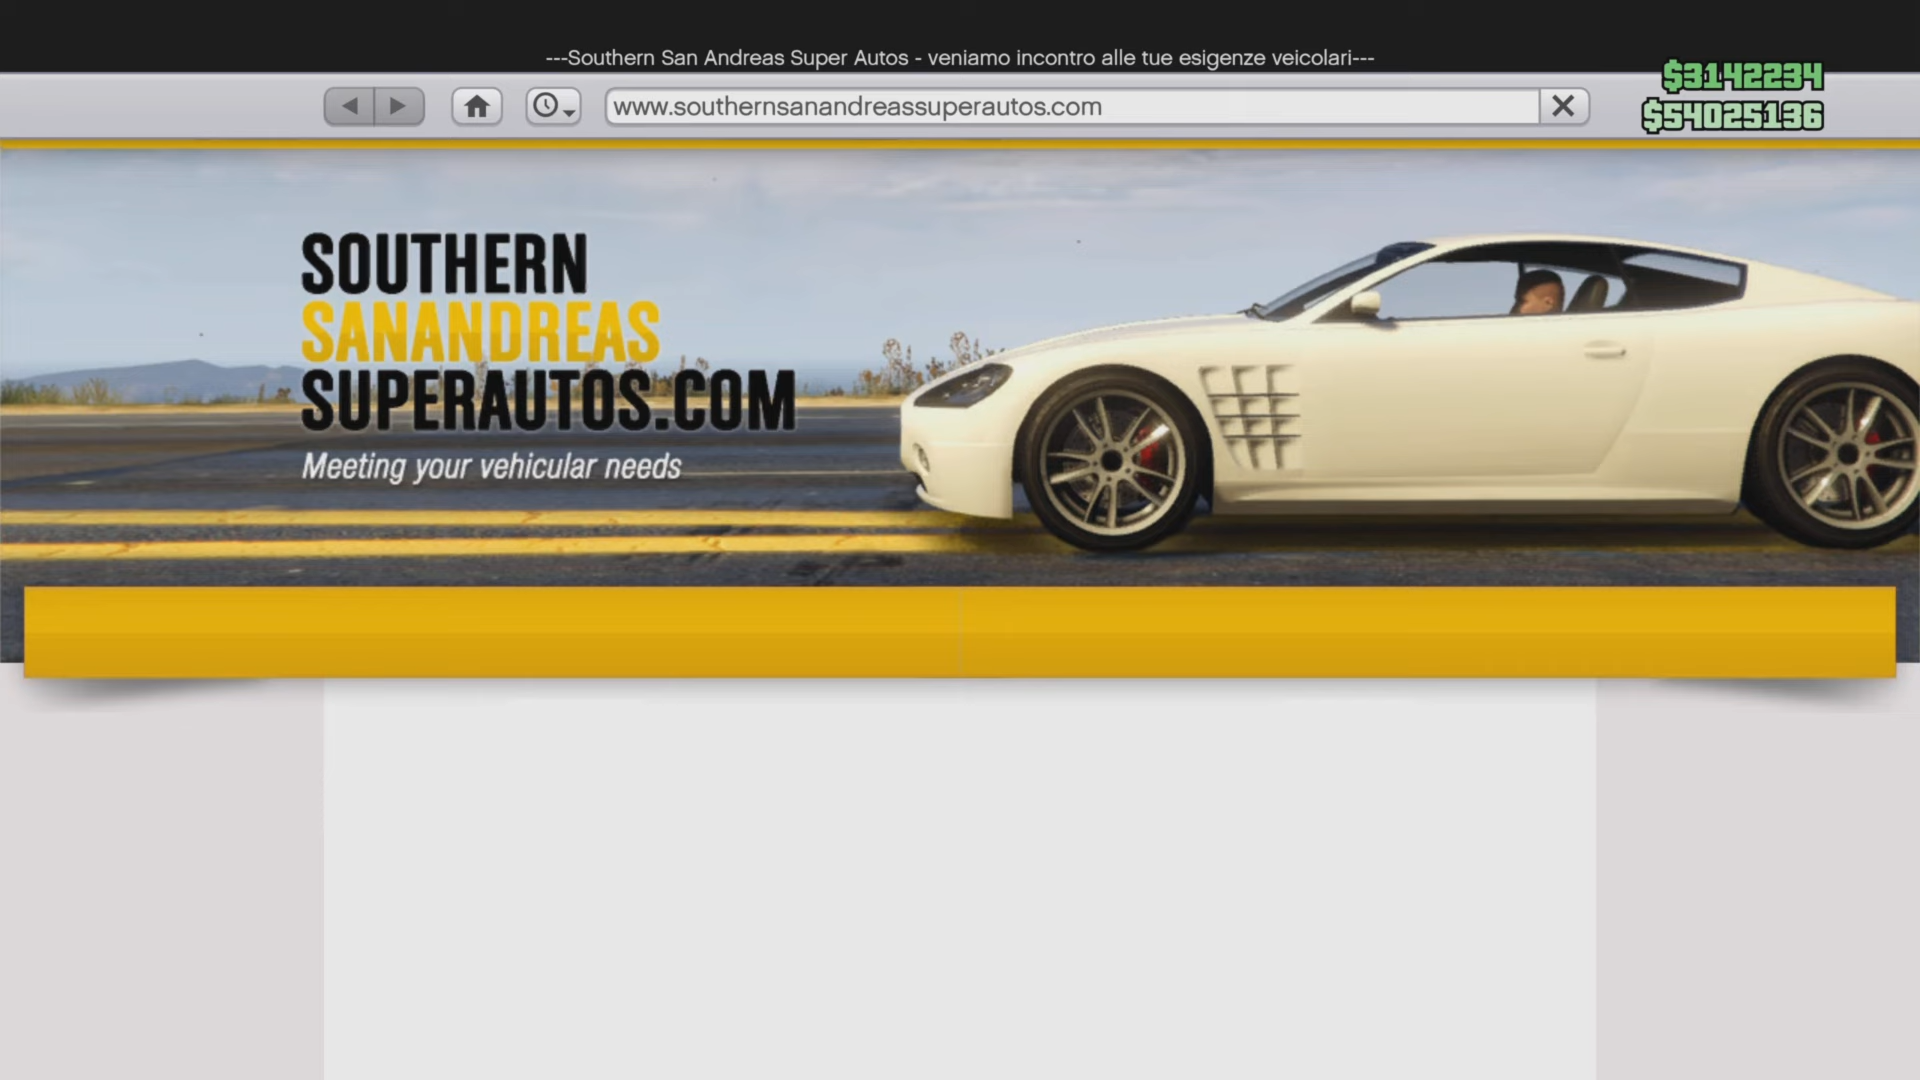 ---Southern San Andreas Super Autos - veniamo incontro alle tue esigenze veicolari---
www.southernsanandreassuperautos.com
$3142234
$54025136
SOUTHERN
SANANDREAS
SUPERAUTOS.COM
Meeting your vehicular needs